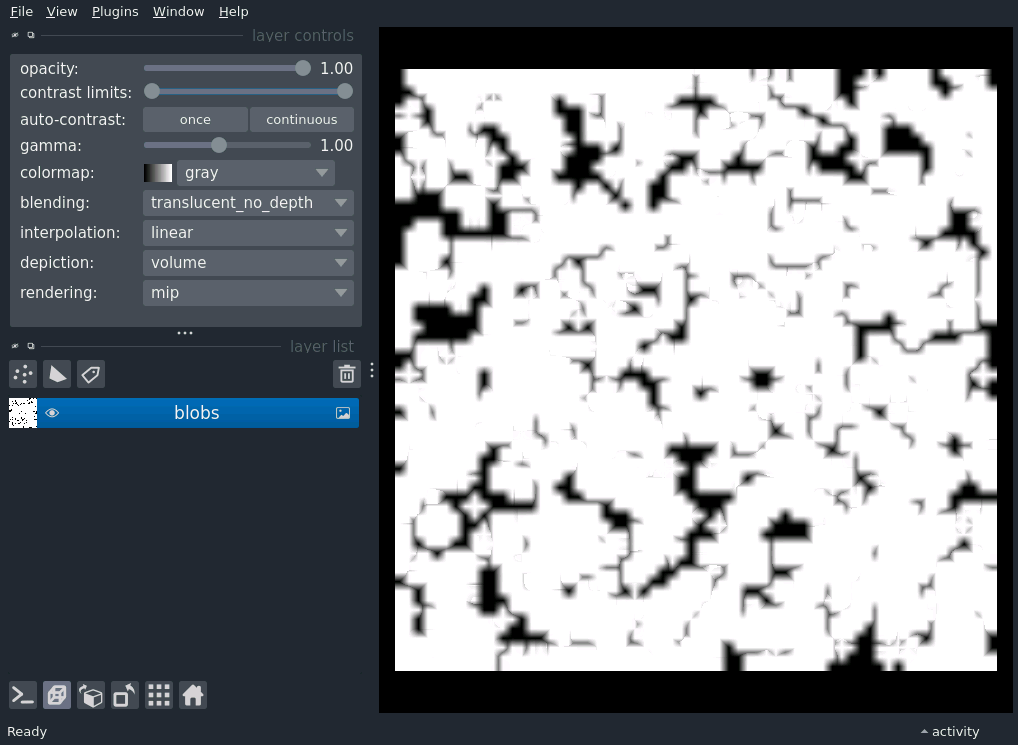 File View Plugins Window Help
layer controls
opacity: 1.00
contrast limits:
auto-contrast: once continuous
gamma: 1.00
colormap: gray
blending: translucent_no_depth
interpolation: linear
depiction: volume
rendering: mip
layer list
blobs
Ready activity